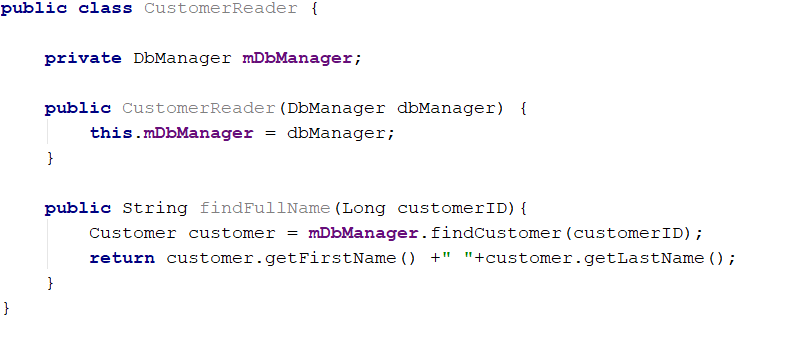 public class CustomerReader {
private DbManager mDbManager;
public CustomerReader(DbManager dbManager) {
this.mDbManager = dbManager;
}
public String findFullName(Long customerID){
Customer customer = mDbManager.findCustomer(customerID);
return customer.getFirstName() +" "+customer.getLastName();
}
}